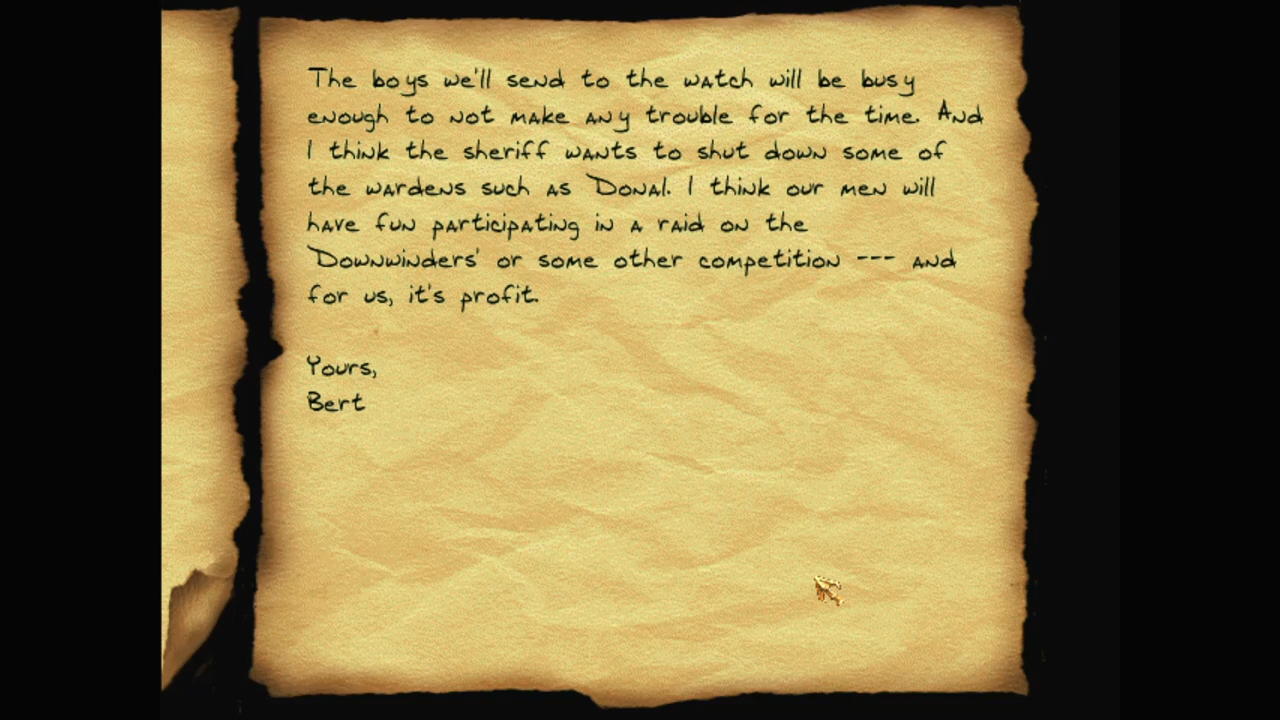 The boys we'll send to the watch will be busy
enough to not make any trouble for the time. And
I think the sheriff wants to shut down some of
the wardens such as Donal. I think our men will
have fun participating in a raid on the
Downwinders' or some other competition --- and
for us, it's profit.
Yours,
Bert